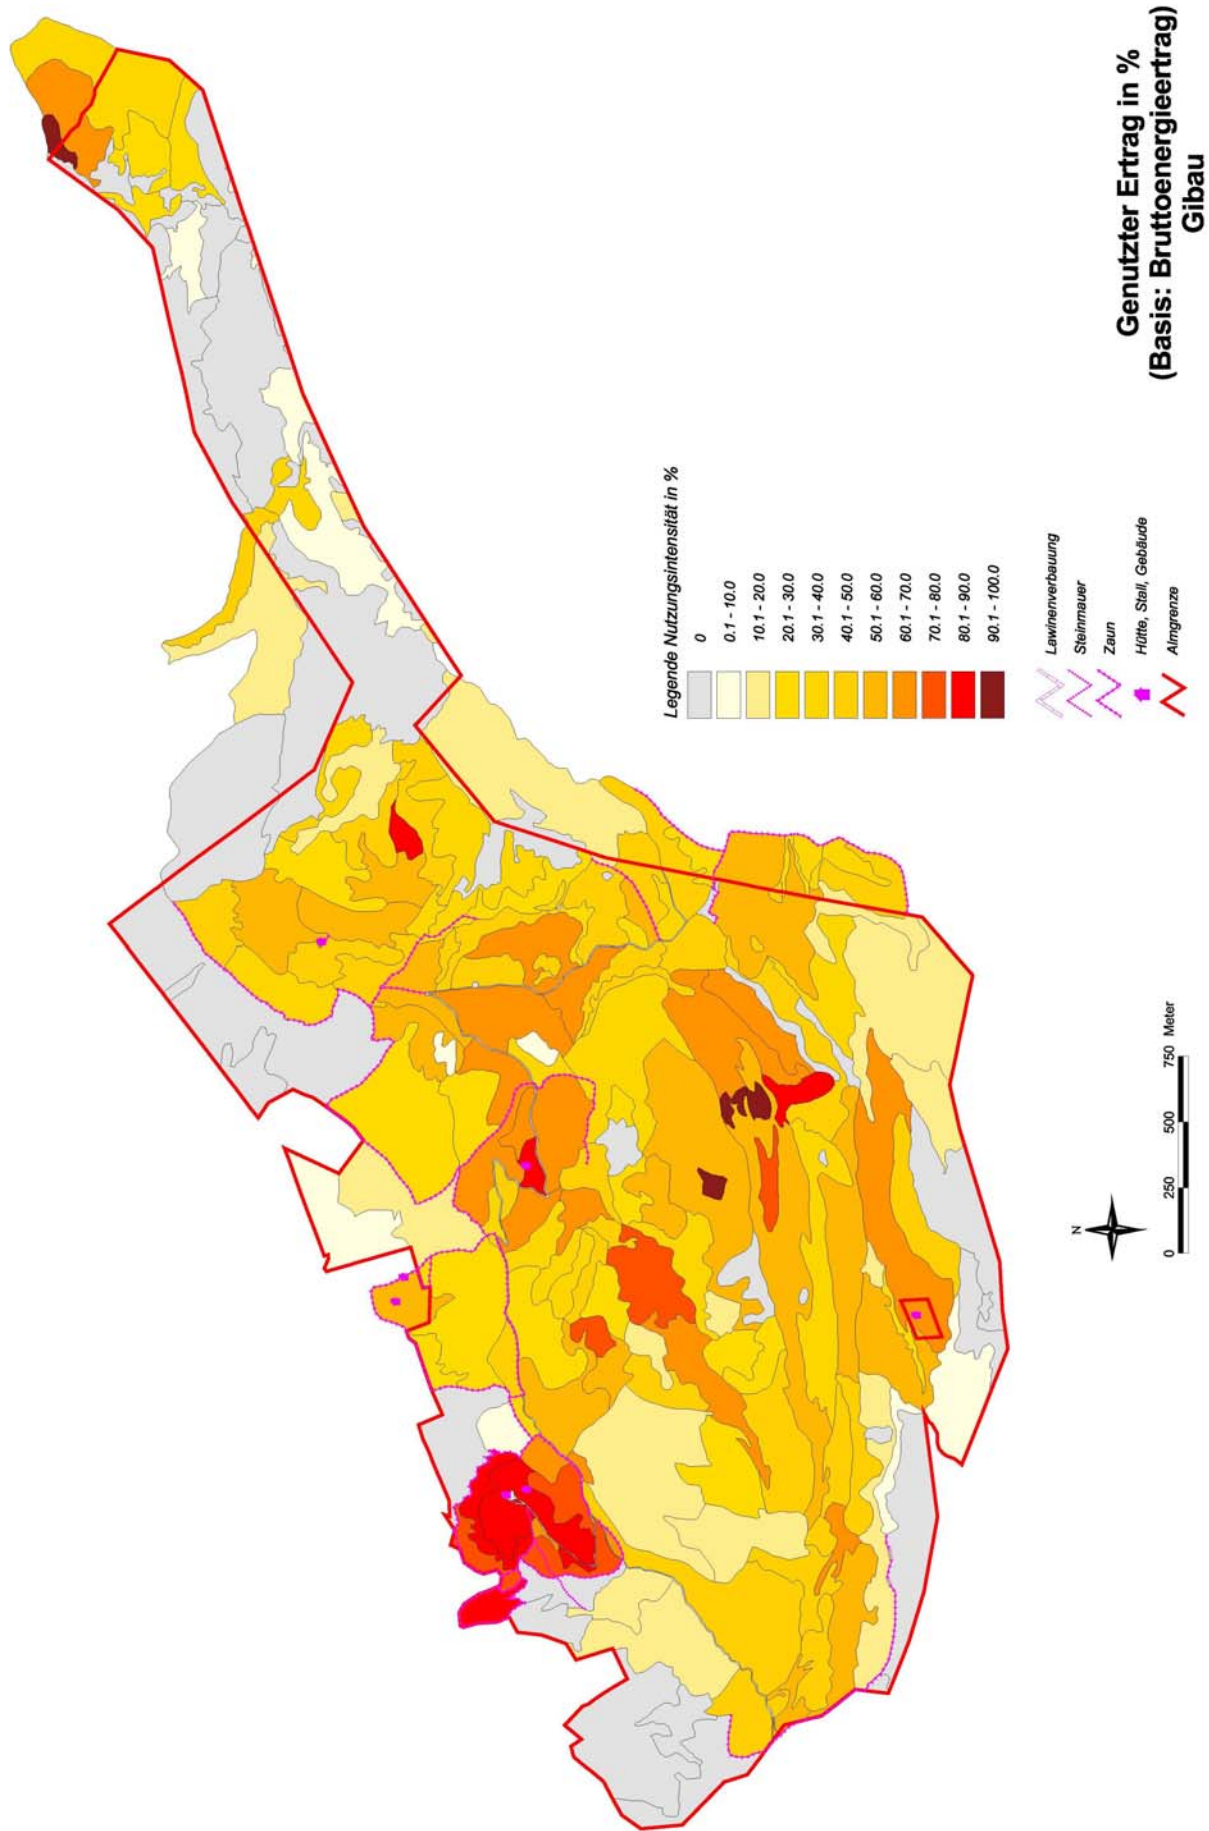 Genutzter Ertrag in %
(Basis: Bruttoenergieertrag)
Gibau
Legende Nutzungsintensität in %
0
0.1 - 10.0
10.1 - 20.0
20.1 - 30.0
30.1 - 40.0
40.1 - 50.0
50.1 - 60.0
60.1 - 70.0
70.1 - 80.0
80.1 - 90.0
90.1 - 100.0
Lawinenverbauung
Steinmauer
Zaun
Hütte, Stall, Gebäude
Almgrenze
N
0 250 500 750 Meter